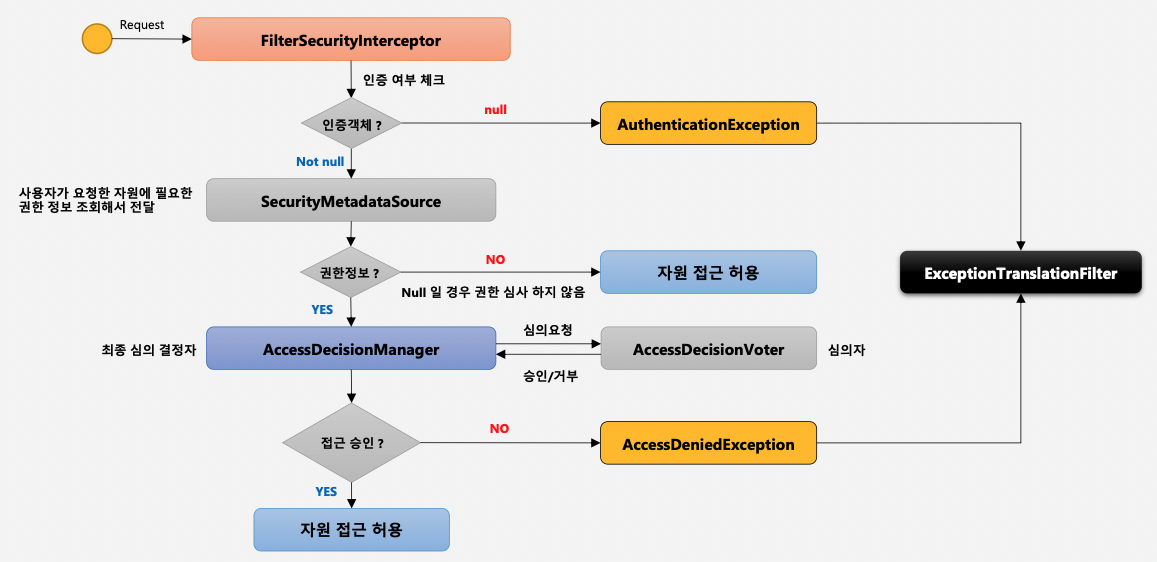 Request
FilterSecurityInterceptor
인증 여부 체크
인증객체 ?
null
AuthenticationException
Not null
사용자가 요청한 자원에 필요한
권한 정보 조회해서 전달
SecurityMetadataSource
권한정보 ?
NO
Null 일 경우 권한 심사 하지 않음
자원 접근 허용
ExceptionTranslationFilter
YES
최종 심의 결정자
AccessDecisionManager
심의요청
승인/거부
AccessDecisionVoter
심의자
접근 승인 ?
NO
AccessDeniedException
YES
자원 접근 허용